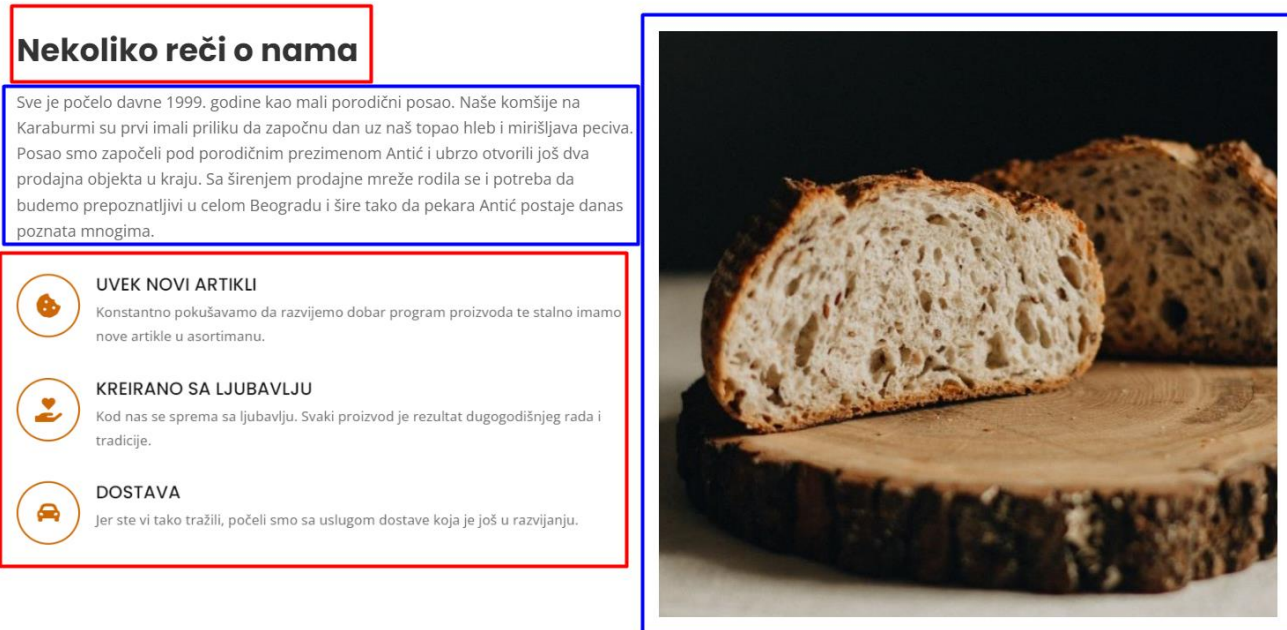 Nekoliko reči o nama
Sve je počelo davne 1999. godine kao mali porodični posao. Naše komšije na
Karaburmi su prvi imali priliku da započnu dan uz naš topao hleb i mirišljava peciva.
Posao smo započeli pod porodičnim prezimenom Antić i ubrzo otvorili još dva
prodajna objekta u kraju. Sa širenjem prodajne mreže rodila se i potreba da
budemo prepoznatljivi u celom Beogradu i šire tako da pekara Antić postaje danas
poznata mnogima.
UVEK NOVI ARTIKLI
Konstantno pokušavamo da razvijemo dobar program proizvoda te stalno imamo
nove artikle u asortimanu.
KREIRANO SA LJUBAVLJU
Kod nas se sprema sa ljubavlju. Svaki proizvod je rezultat dugogodišnjeg rada i
tradicije.
DOSTAVA
Jer ste vi tako tražili, počeli smo sa uslugom dostave koja je još u razvijanju.